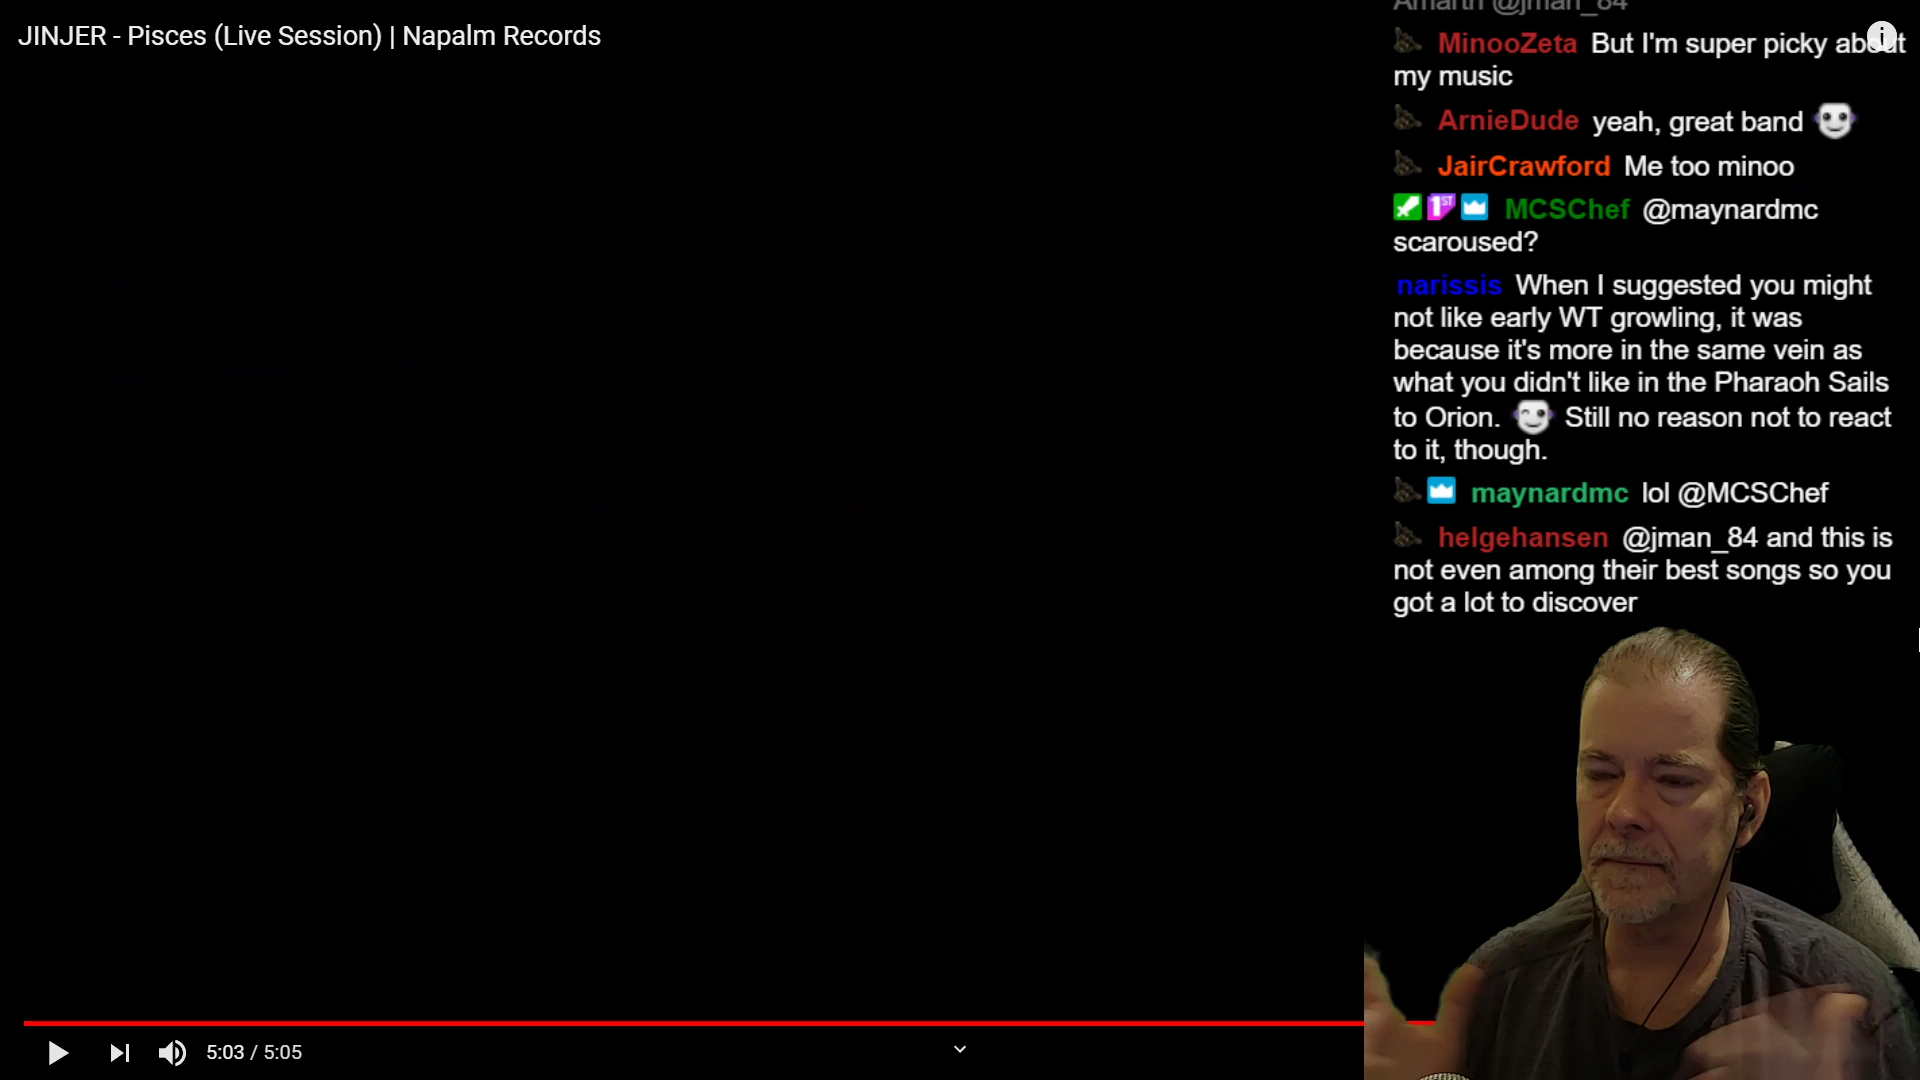 JINJER - Pisces (Live Session) | Napalm Records
Amarth @jman_84
MinooZeta But I'm super picky about
my music
ArnieDude yeah, great band
JairCrawford Me too minoo
1ST MCSChef @maynardmc
scaroused?
narissis When I suggested you might
not like early WT growling, it was
because it's more in the same vein as
what you didn't like in the Pharaoh Sails
to Orion. Still no reason not to react
to it, though.
maynardmc lol @MCSChef
helgehansen @jman_84 and this is
not even among their best songs so you
got a lot to discover
5:03 / 5:05